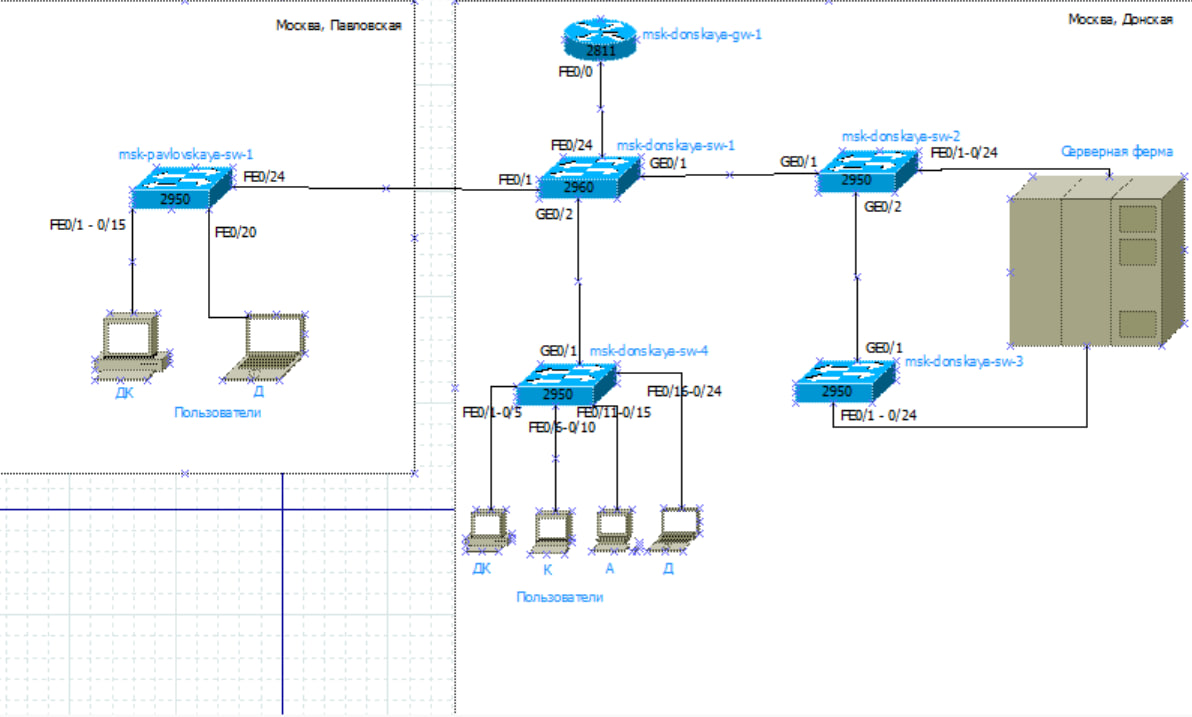 Москва, Павловская
msk-pavlovskaya-sw-1
2950
FE0/24
FE0/1 - 0/15
FE0/20
ДК
Д
Пользователи
Москва, Донская
msk-donskaya-gw-1
2811
FE0/0
FE0/24
msk-donskaya-sw-1
GE0/1
FE0/1
2960
GE0/2
msk-donskaya-sw-2
GE0/1
FE0/1-0/24
2950
GE0/2
Серверная ферма
GE0/1
msk-donskaya-sw-4
2950
FE0/1-0/5
FE0/6-0/10
FE0/11-0/15
FE0/16-0/24
GE0/1
msk-donskaya-sw-3
2950
FE0/1 - 0/24
ДК
К
А
Д
Пользователи